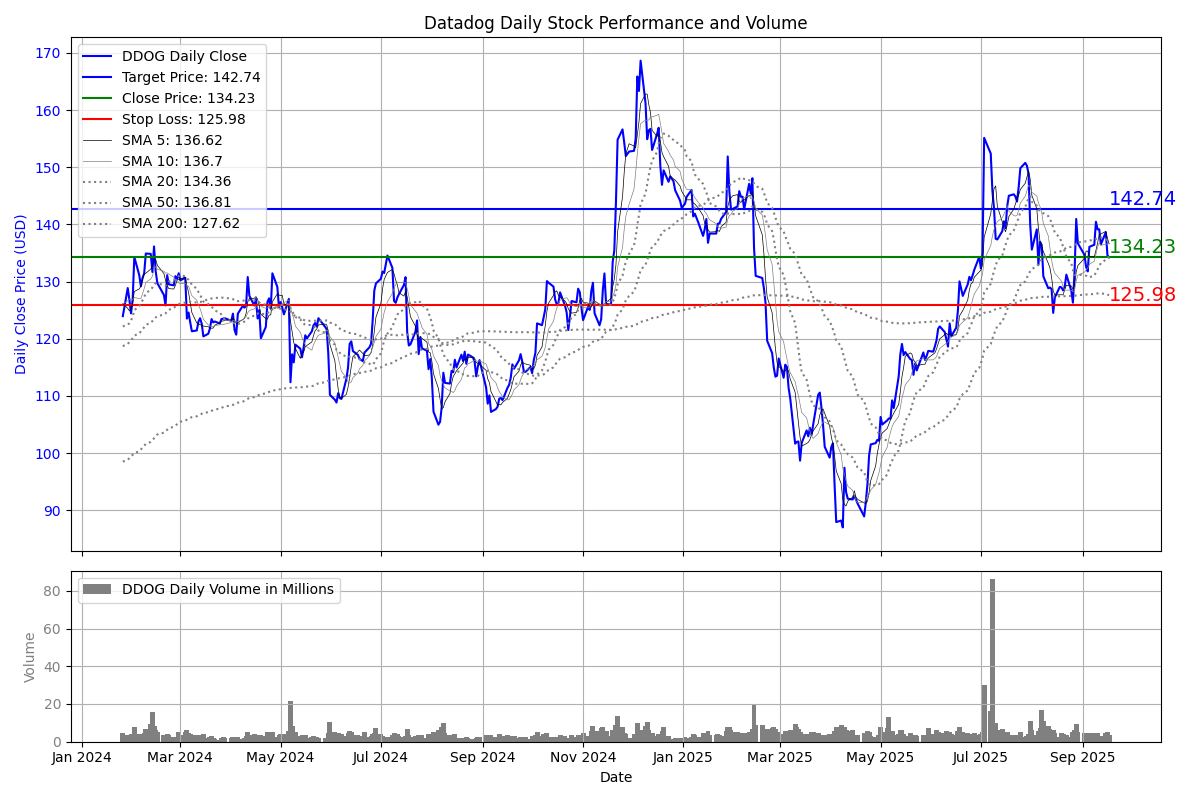 Datadog Daily Stock Performance and Volume
Daily Close Price (USD)
170
160
150
140
130
120
110
100
90
DDOG Daily Close
Target Price: 142.74
Close Price: 134.23
Stop Loss: 125.98
SMA 5: 136.62
SMA 10: 136.7
SMA 20: 134.36
SMA 50: 136.81
SMA 200: 127.62
142.74
134.23
125.98
Volume
80
60
40
20
0
DDOG Daily Volume in Millions
Jan 2024 Mar 2024 May 2024 Jul 2024 Sep 2024 Nov 2024 Jan 2025 Mar 2025 May 2025 Jul 2025 Sep 2025
Date